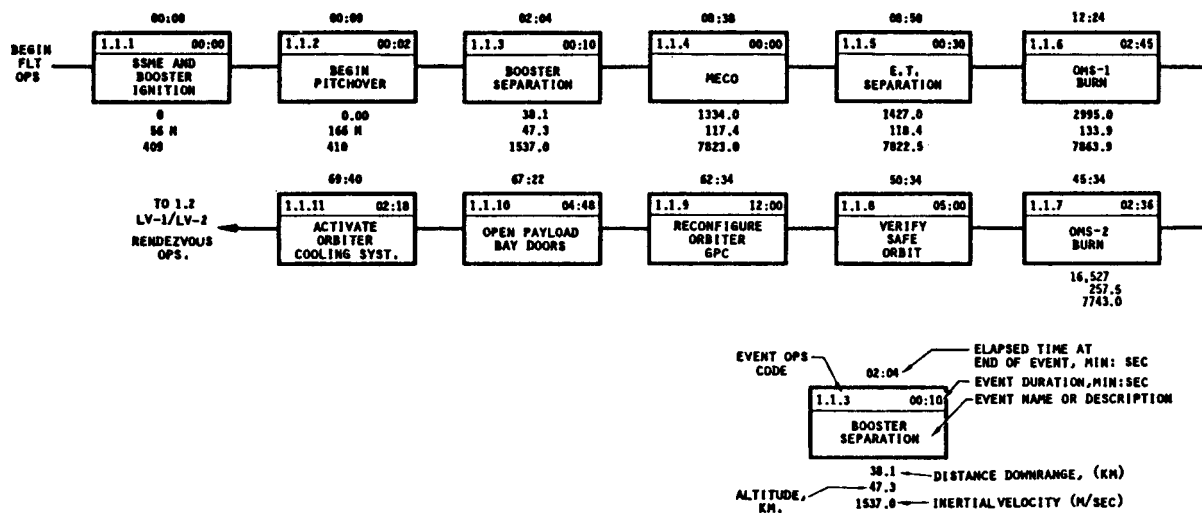 00:00
00:09
02:04
08:38
08:50
12:24
BEGIN
FLT
OPS
1.1.1 00:00
SSME AND
BOOSTER
IGNITION
0
56 M
409
1.1.2 00:02
BEGIN
PITCHOVER
0.00
166 M
410
1.1.3 00:10
BOOSTER
SEPARATION
38.1
47.3
1537.0
1.1.4 00:00
MECO
1334.0
117.4
7823.0
1.1.5 00:30
E.T.
SEPARATION
1427.0
118.4
7822.5
1.1.6 02:45
OMS-1
BURN
2995.0
133.9
7863.9
69:40
67:22
62:34
50:34
45:34
TO 1.2
LV-1/LV-2
RENDEZVOUS
OPS.
1.1.11 02:18
ACTIVATE
ORBITER
COOLING SYST.
1.1.10 04:48
OPEN PAYLOAD
BAY DOORS
1.1.9 12:00
RECONFIGURE
ORBITER
GPC
1.1.8 05:00
VERIFY
SAFE
ORBIT
1.1.7 02:36
OMS-2
BURN
16,527
257.5
7743.0
EVENT OPS
CODE
02:04
ELAPSED TIME AT
END OF EVENT, MIN: SEC
1.1.3 00:10
EVENT DURATION,MIN:SEC
EVENT NAME OR DESCRIPTION
BOOSTER
SEPARATION
38.1 DISTANCE DOWNRANGE, (KM)
47.3
ALTITUDE,
KM.
1537.0 INERTIAL VELOCITY (M/SEC)